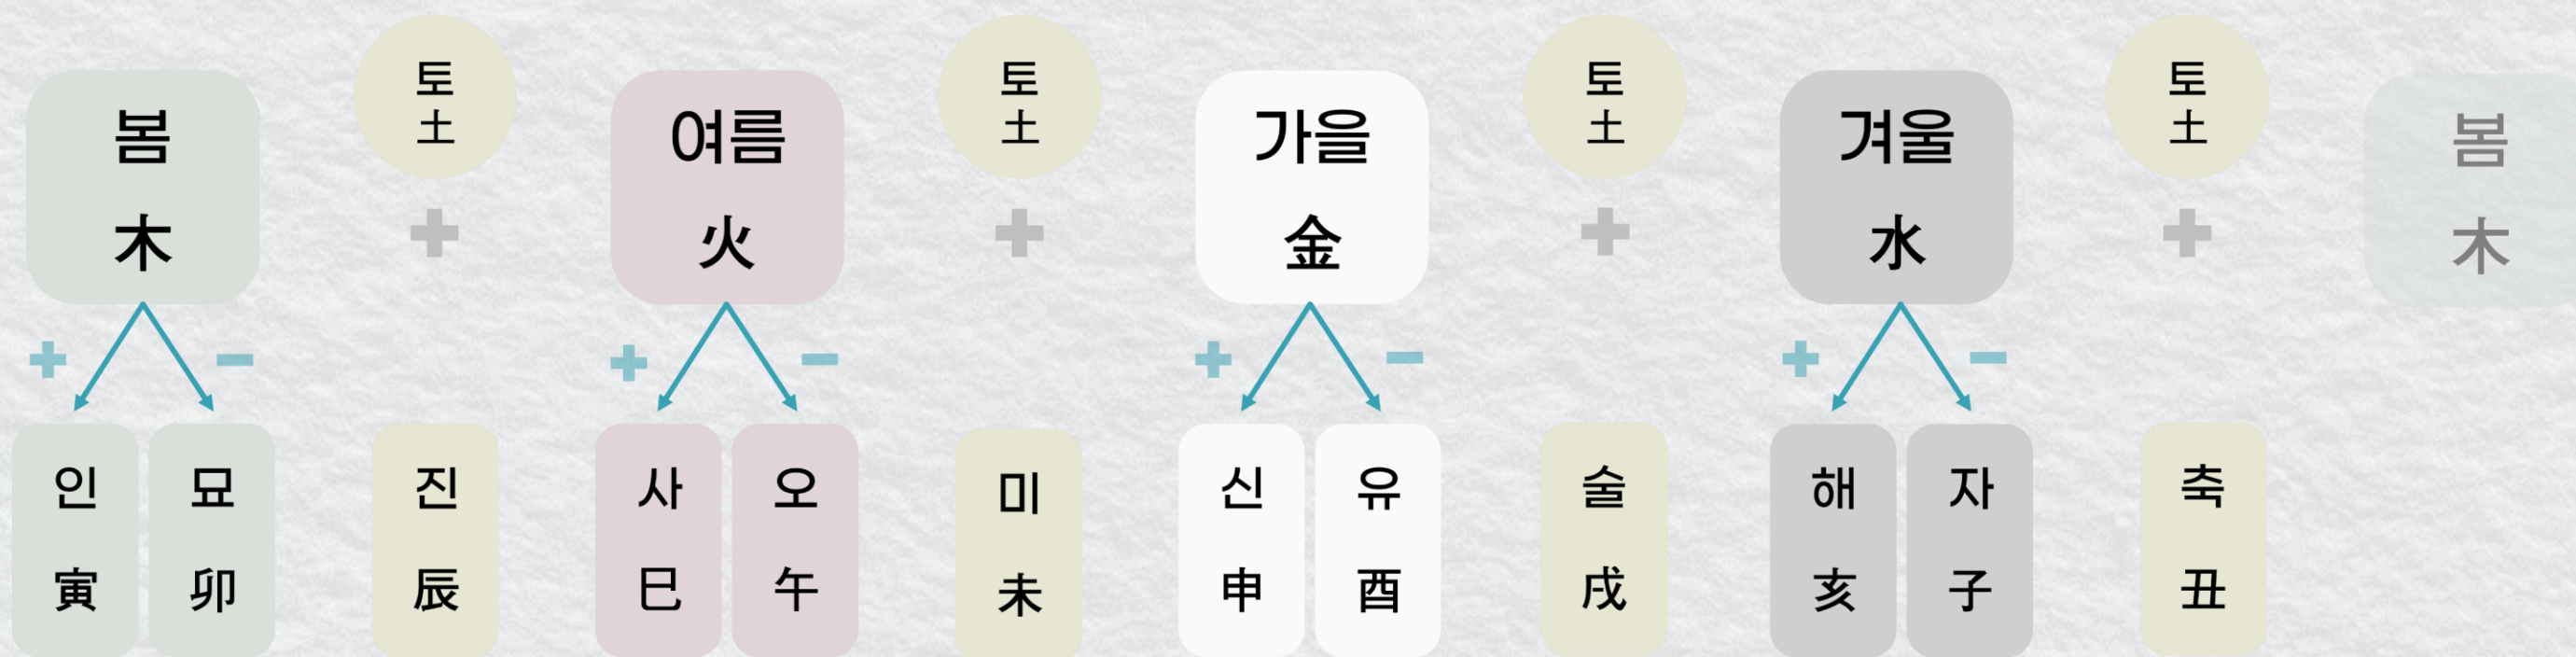 봄
木
토
土
여름
火
토
土
가을
金
토
土
겨울
水
토
土
봄
木
+ −
+ −
+ −
+ −
인
寅
묘
卯
진
辰
사
巳
오
午
미
未
신
申
유
酉
술
戌
해
亥
자
子
축
丑